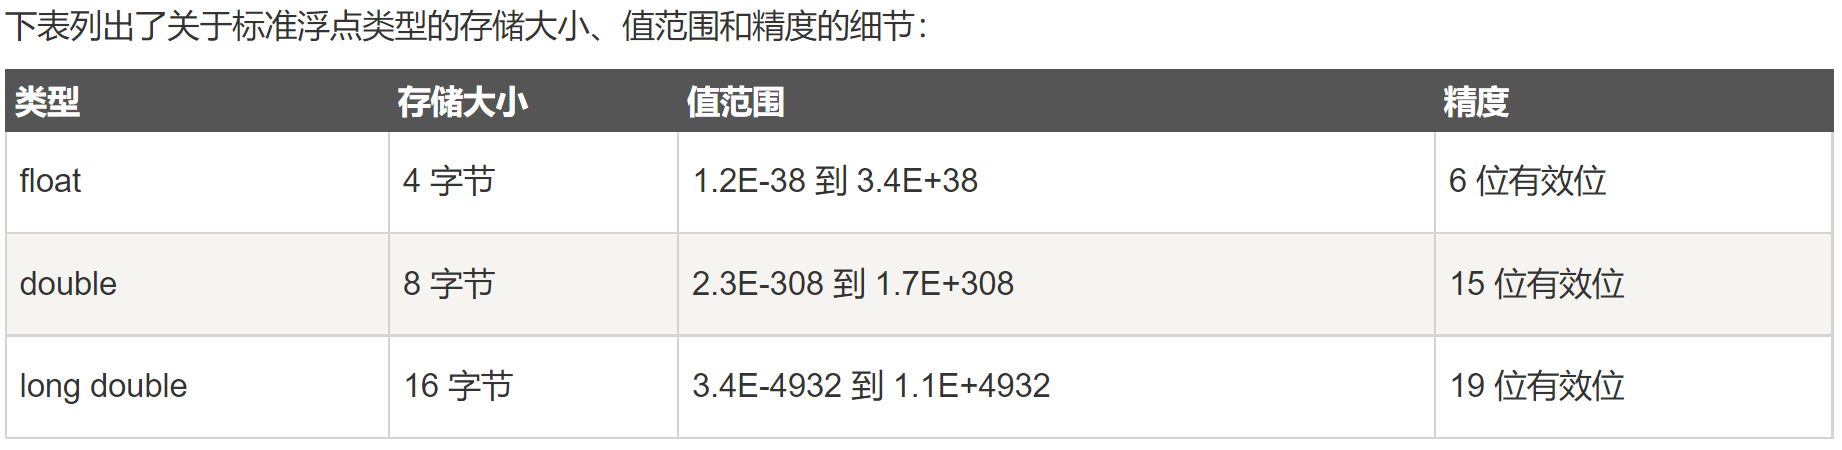 下表列出了关于标准浮点类型的存储大小、值范围和精度的细节：
类型 存储大小 值范围 精度
float 4 字节 1.2E-38 到 3.4E+38 6 位有效位
double 8 字节 2.3E-308 到 1.7E+308 15 位有效位
long double 16 字节 3.4E-4932 到 1.1E+4932 19 位有效位